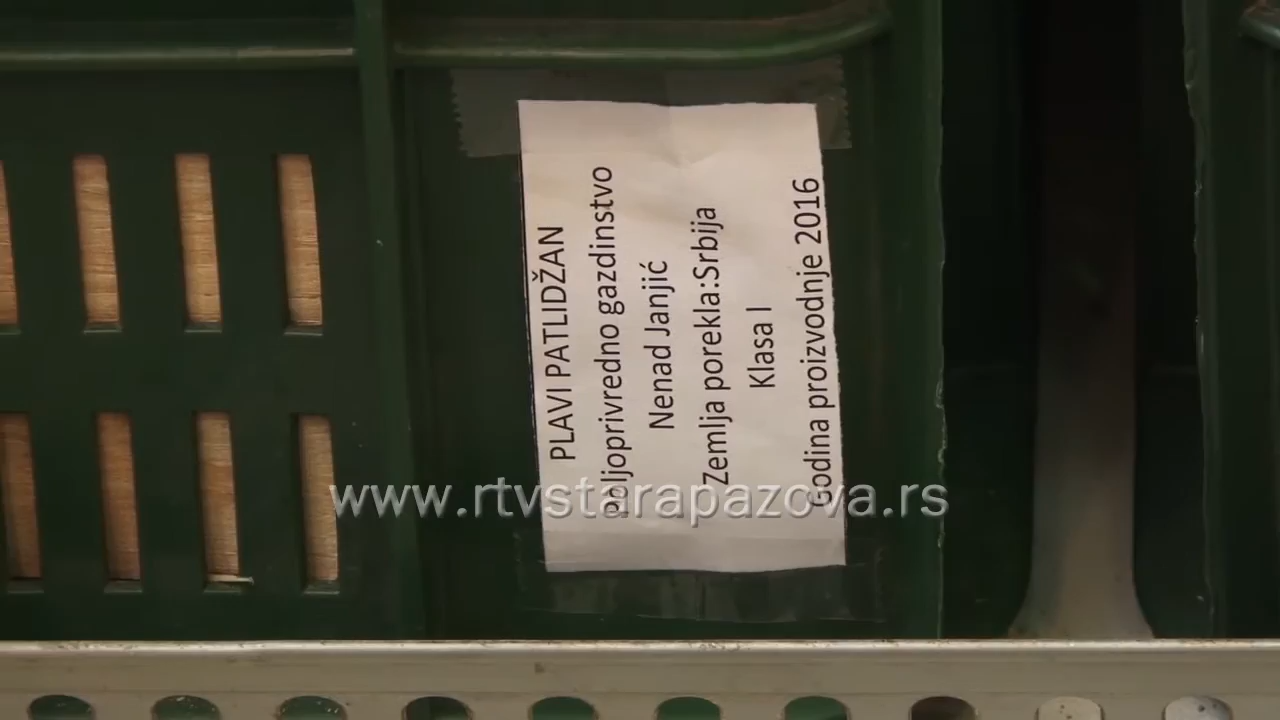 PLAVI PATLIDŽAN
Poljoprivredno gazdinstvo
Nenad Janjić
Zemlja porekla:Srbija
Klasa I
Godina proizvodnje 2016
www.rtvstarapazova.rs